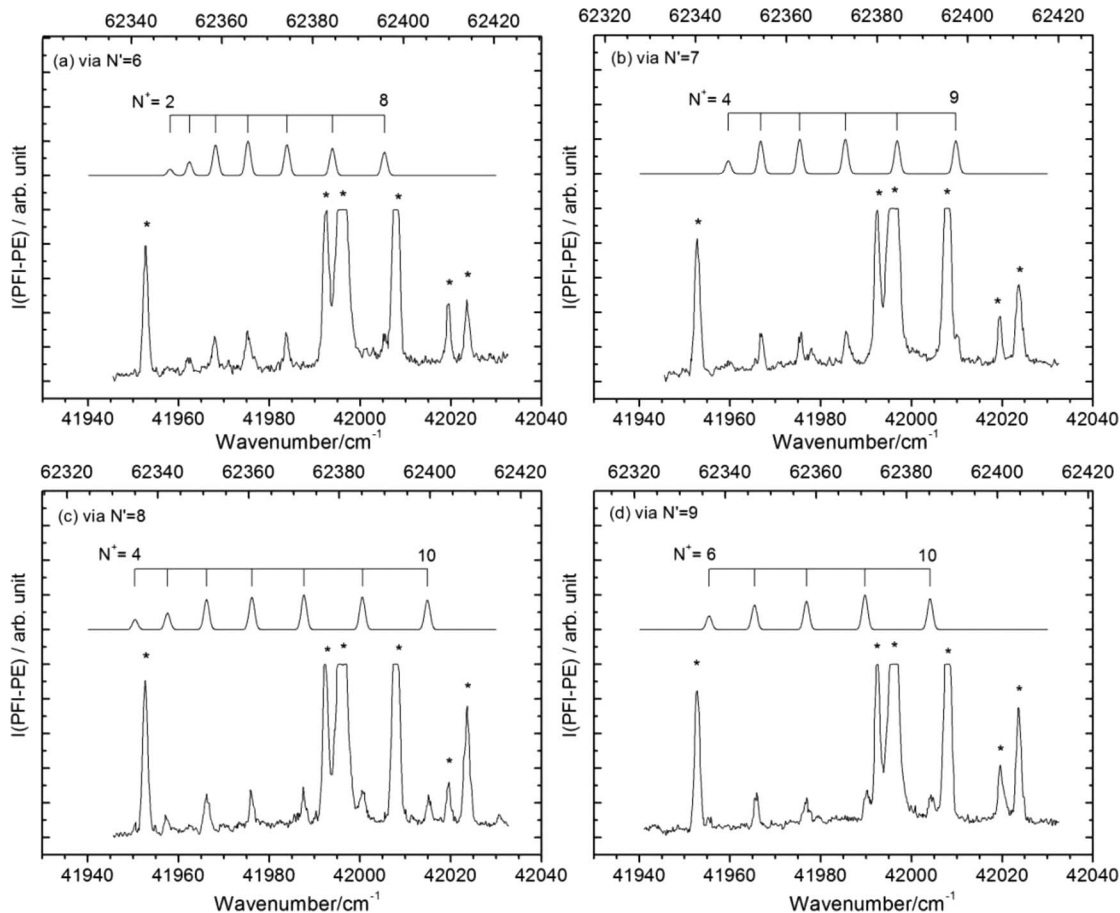 62340 62360 62380 62400 62420
(a) via N'=6
N⁺= 2 8
* * * * * *
I(PFI-PE) / arb. unit
41940 41960 41980 42000 42020 42040
Wavenumber/cm⁻¹
62320 62340 62360 62380 62400 62420
(b) via N'=7
N⁺= 4 9
* * * * * *
I(PFI-PE) / arb. unit
41940 41960 41980 42000 42020 42040
Wavenumber/cm⁻¹
62320 62340 62360 62380 62400 62420
(c) via N'=8
N⁺= 4 10
* * * * * *
I(PFI-PE) / arb. unit
41940 41960 41980 42000 42020 42040
Wavenumber/cm⁻¹
62320 62340 62360 62380 62400 62420
(d) via N'=9
N⁺= 6 10
* * * * * *
I(PFI-PE) / arb. unit
41940 41960 41980 42000 42020 42040
Wavenumber/cm⁻¹